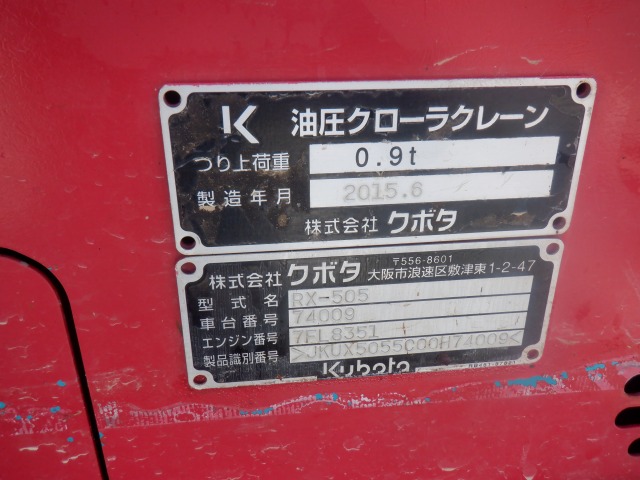 K 油圧クローラクレーン
つり上荷重 0.9t
製造年月 2015.6
株式会社 クボタ
株式会社 クボタ 〒556-8601 大阪市浪速区敷津東1-2-47
型式名 RX-505
車台番号 74009
エンジン番号 7FL8351
製品識別番号 >JKUX5055C00H74009<
Kubota